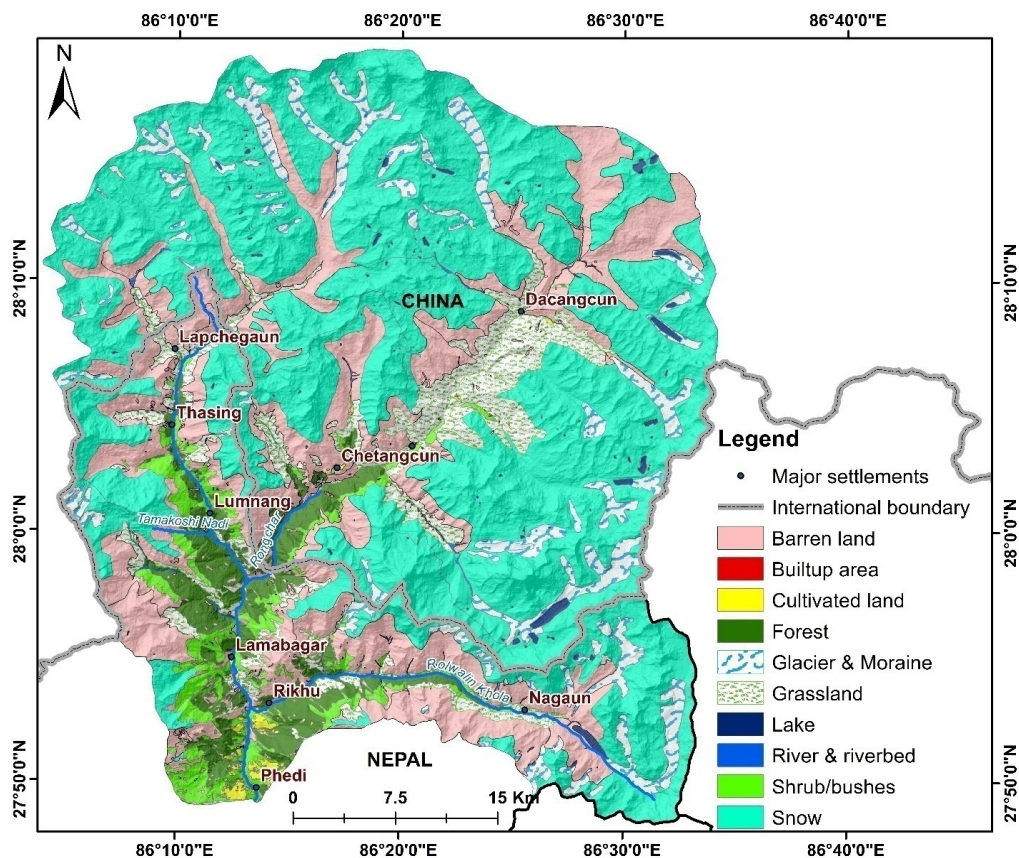 86°10'0"E 86°20'0"E 86°30'0"E 86°40'0"E
N
28°10'0"N
28°10'0"N
CHINA
Dacangcun
Lapchegaun
Thasing
Chetangcun
Lumnang
Tamakoshi Nadi
Rongchar
28°0'0"N
28°0'0"N
Lamabagar
Rikhu
Rolwalin Khola
Nagaun
NEPAL
Phedi
27°50'0"N
27°50'0"N
0 7.5 15 Km
Legend
Major settlements
International boundary
Barren land
Builtup area
Cultivated land
Forest
Glacier & Moraine
Grassland
Lake
River & riverbed
Shrub/bushes
Snow
86°10'0"E 86°20'0"E 86°30'0"E 86°40'0"E